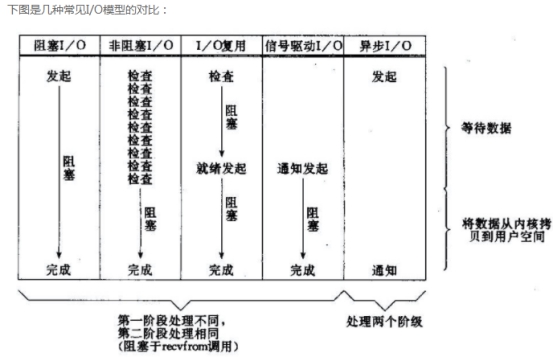 下图是几种常见I/O模型的对比：
阻塞I/O 非阻塞I/O I/O复用 信号驱动I/O 异步I/O
发起 检查 检查 发起
检查
检查
检查
检查
检查
检查
检查
检查
阻塞
等待数据
阻塞
就绪发起 通知发起
阻塞
阻塞
阻塞
将数据从内核拷
贝到用户空间
完成 完成 完成 完成 通知
第一阶段处理不同，
第二阶段处理相同
（阻塞于recvfrom调用）
处理两个阶级